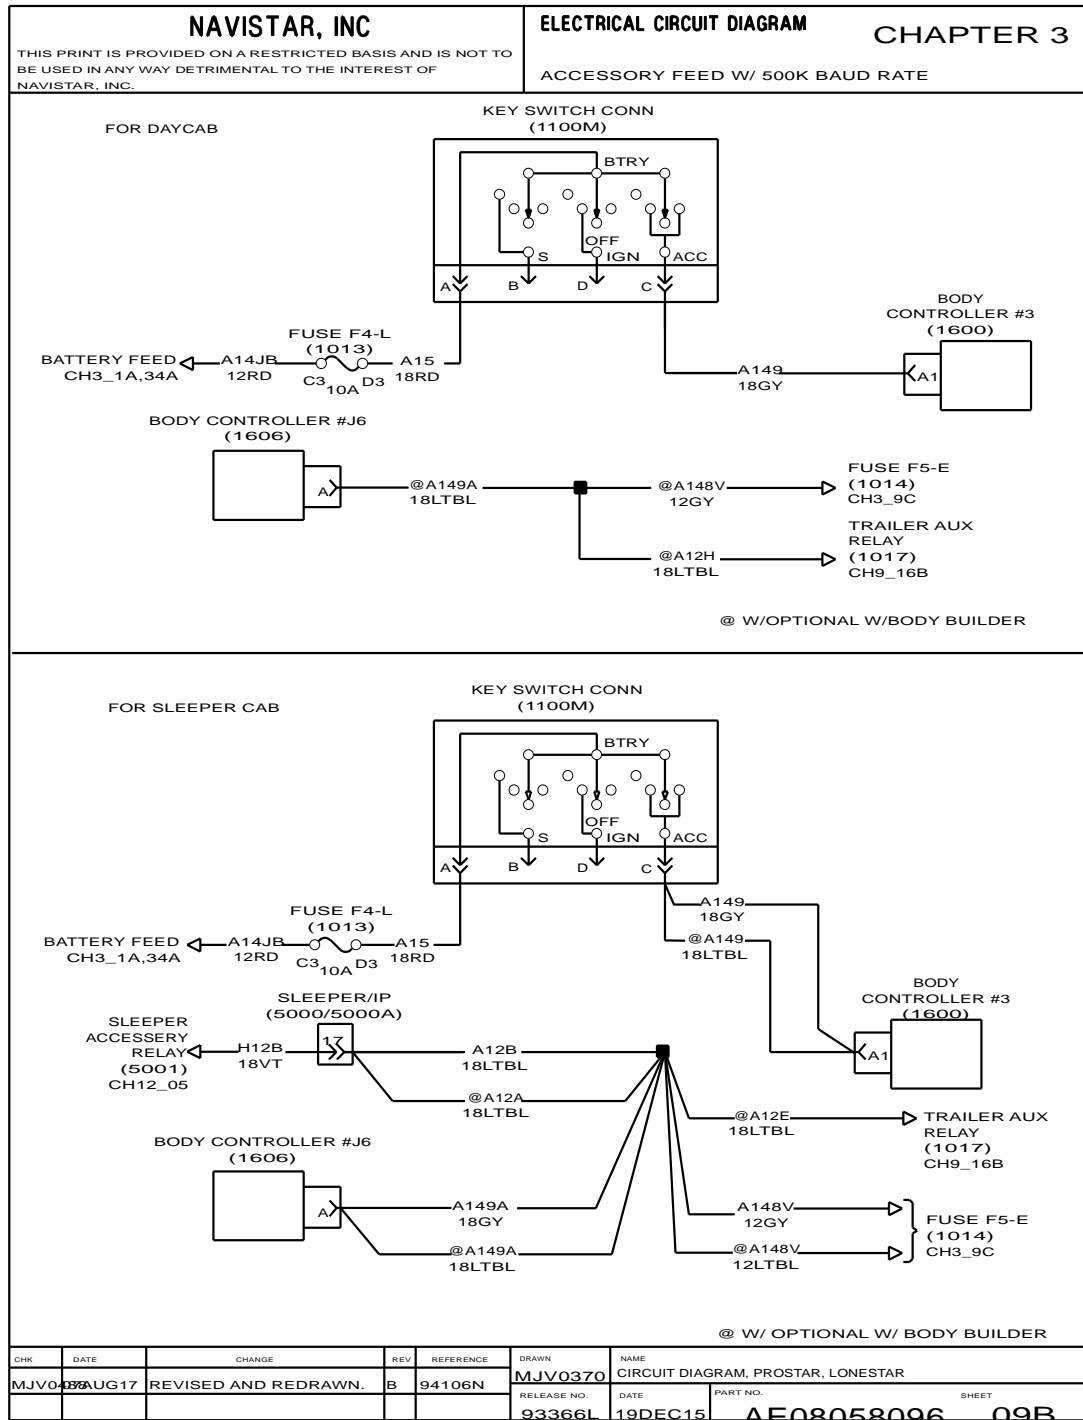 NAVISTAR, INC
THIS PRINT IS PROVIDED ON A RESTRICTED BASIS AND IS NOT TO
BE USED IN ANY WAY DETRIMENTAL TO THE INTEREST OF
NAVISTAR, INC.
ELECTRICAL CIRCUIT DIAGRAM
CHAPTER 3
ACCESSORY FEED W/ 500K BAUD RATE
FOR DAYCAB
KEY SWITCH CONN
(1100M)
BTRY
OFF
S
IGN
ACC
A
B
D
C
BODY
CONTROLLER #3
(1600)
A1
FUSE F4-L
(1013)
BATTERY FEED
CH3_1A,34A
A14JB
12RD
C3
10A
D3
A15
18RD
A149
18GY
BODY CONTROLLER #J6
(1606)
A
@A149A
18LTBL
@A148V
12GY
FUSE F5-E
(1014)
CH3_9C
@A12H
18LTBL
TRAILER AUX
RELAY
(1017)
CH9_16B
@ W/OPTIONAL W/BODY BUILDER
FOR SLEEPER CAB
KEY SWITCH CONN
(1100M)
BTRY
OFF
S
IGN
ACC
A
B
D
C
A149
18GY
@A149
18LTBL
FUSE F4-L
(1013)
BATTERY FEED
CH3_1A,34A
A14JB
12RD
C3
10A
D3
A15
18RD
BODY
CONTROLLER #3
(1600)
A1
SLEEPER/IP
(5000/5000A)
17
SLEEPER
ACCESSERY
RELAY
(5001)
CH12_05
H12B
18VT
A12B
18LTBL
@A12A
18LTBL
@A12E
18LTBL
TRAILER AUX
RELAY
(1017)
CH9_16B
BODY CONTROLLER #J6
(1606)
A
A149A
18GY
@A149A
18LTBL
A148V
12GY
@A148V
12LTBL
FUSE F5-E
(1014)
CH3_9C
@ W/ OPTIONAL W/ BODY BUILDER
CHK DATE CHANGE REV REFERENCE
AUG17 REVISED AND REDRAWN. B 94106N
DRAWN
MJV0370
NAME
CIRCUIT DIAGRAM, PROSTAR, LONESTAR
RELEASE NO.
93366L
DATE
19DEC15
PART NO.
AE08058096
SHEET
09B